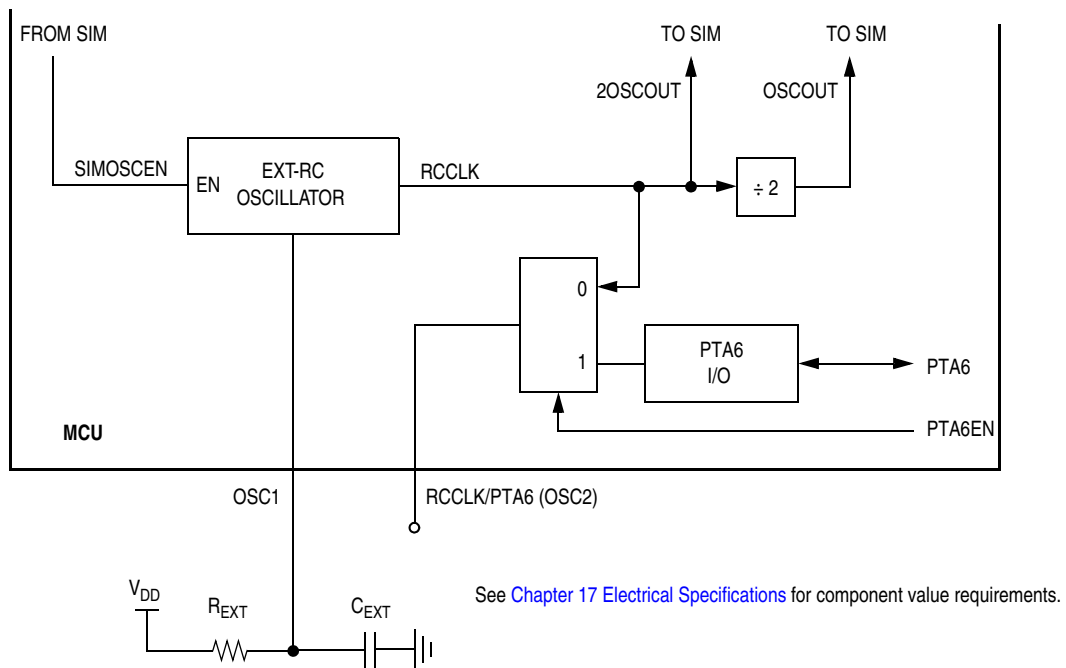 FROM SIM
TO SIM
TO SIM
2OSCOUT
OSCOUT
SIMOSCEN
EN
EXT-RC
OSCILLATOR
RCCLK
÷ 2
0
1
PTA6
I/O
PTA6
PTA6EN
MCU
OSC1
RCCLK/PTA6 (OSC2)
VDD
REXT
CEXT
See Chapter 17 Electrical Specifications for component value requirements.